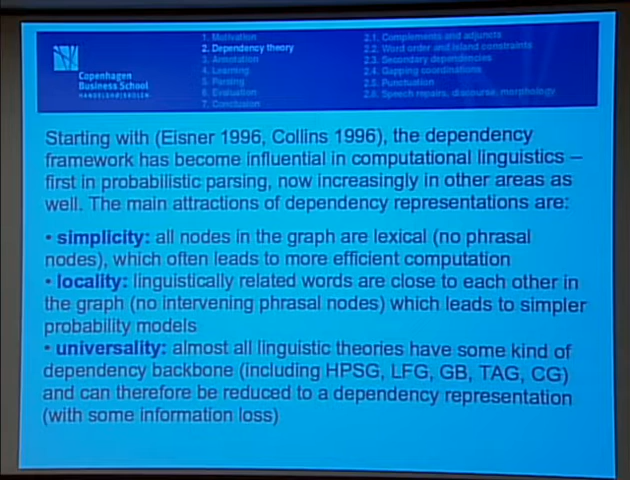 Copenhagen
Business School
HANDELSHØJSKOLEN
1. Motivation
2. Dependency theory
3. Annotation
4. Learning
5. Parsing
6. Evaluation
7. Conclusion
2.1. Complements and adjuncts
2.2. Word order and island constraints
2.3. Secondary dependencies
2.4. Gapping coordinations
2.5. Punctuation
2.6. Speech repairs, discourse, morphology
Starting with (Eisner 1996, Collins 1996), the dependency
framework has become influential in computational linguistics –
first in probabilistic parsing, now increasingly in other areas as
well. The main attractions of dependency representations are:
• simplicity: all nodes in the graph are lexical (no phrasal
nodes), which often leads to more efficient computation
• locality: linguistically related words are close to each other in
the graph (no intervening phrasal nodes) which leads to simpler
probability models
• universality: almost all linguistic theories have some kind of
dependency backbone (including HPSG, LFG, GB, TAG, CG)
and can therefore be reduced to a dependency representation
(with some information loss)